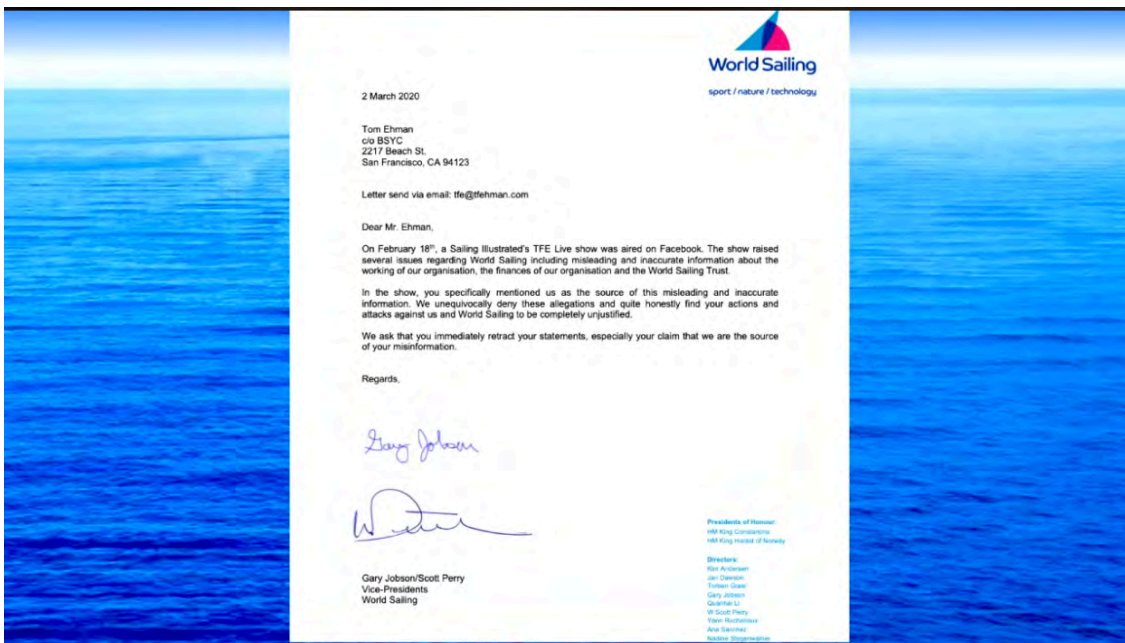 World Sailing
sport / nature / technology
2 March 2020
Tom Ehman
c/o BSYC
2217 Beach St.
San Francisco, CA 94123
Letter send via email: tfe@tfehman.com
Dear Mr. Ehman,
On February 18th, a Sailing Illustrated's TFE Live show was aired on Facebook. The show raised
several issues regarding World Sailing including misleading and inaccurate information about the
working of our organisation, the finances of our organisation and the World Sailing Trust.
In the show, you specifically mentioned us as the source of this misleading and inaccurate
information. We unequivocally deny these allegations and quite honestly find your actions and
attacks against us and World Sailing to be completely unjustified.
We ask that you immediately retract your statements, especially your claim that we are the source
of your misinformation.
Regards,
Gary Jobson
Gary Jobson/Scott Perry
Vice-Presidents
World Sailing
Presidents of Honour:
HM King Constantine
HM King Harald of Norway
Directors:
Kim Andersen
Jan Dawson
Torben Grael
Gary Jobson
Quanhai Li
W Scott Perry
Yann Rocherieux
Ana Sanchez
Nadine Stegenwalner